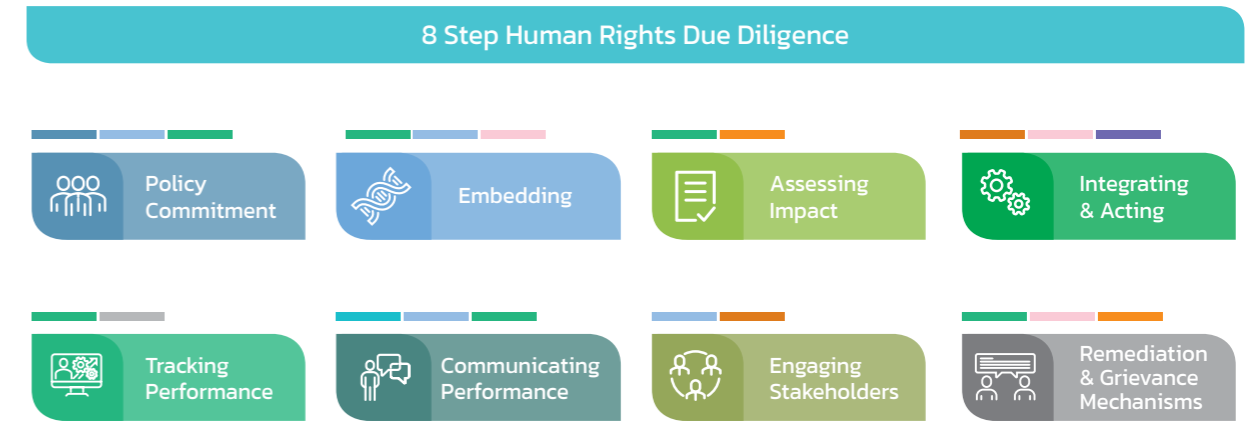 8 Step Human Rights Due Diligence
Policy
Commitment
Embedding
Assessing
Impact
Integrating
& Acting
Tracking
Performance
Communicating
Performance
Engaging
Stakeholders
Remediation
& Grievance
Mechanisms